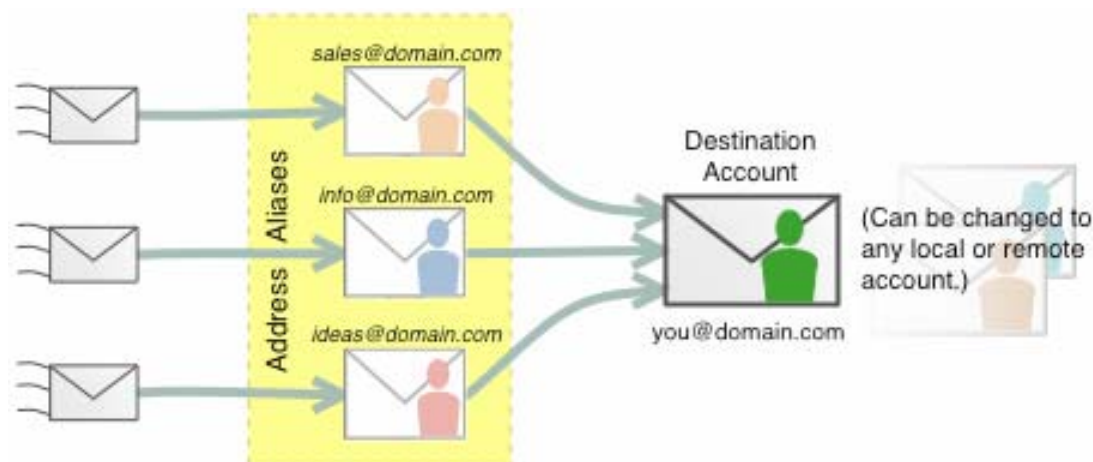 sales@domain.com
info@domain.com
ideas@domain.com
Address Aliases
Destination
Account
you@domain.com
(Can be changed to
any local or remote
account.)